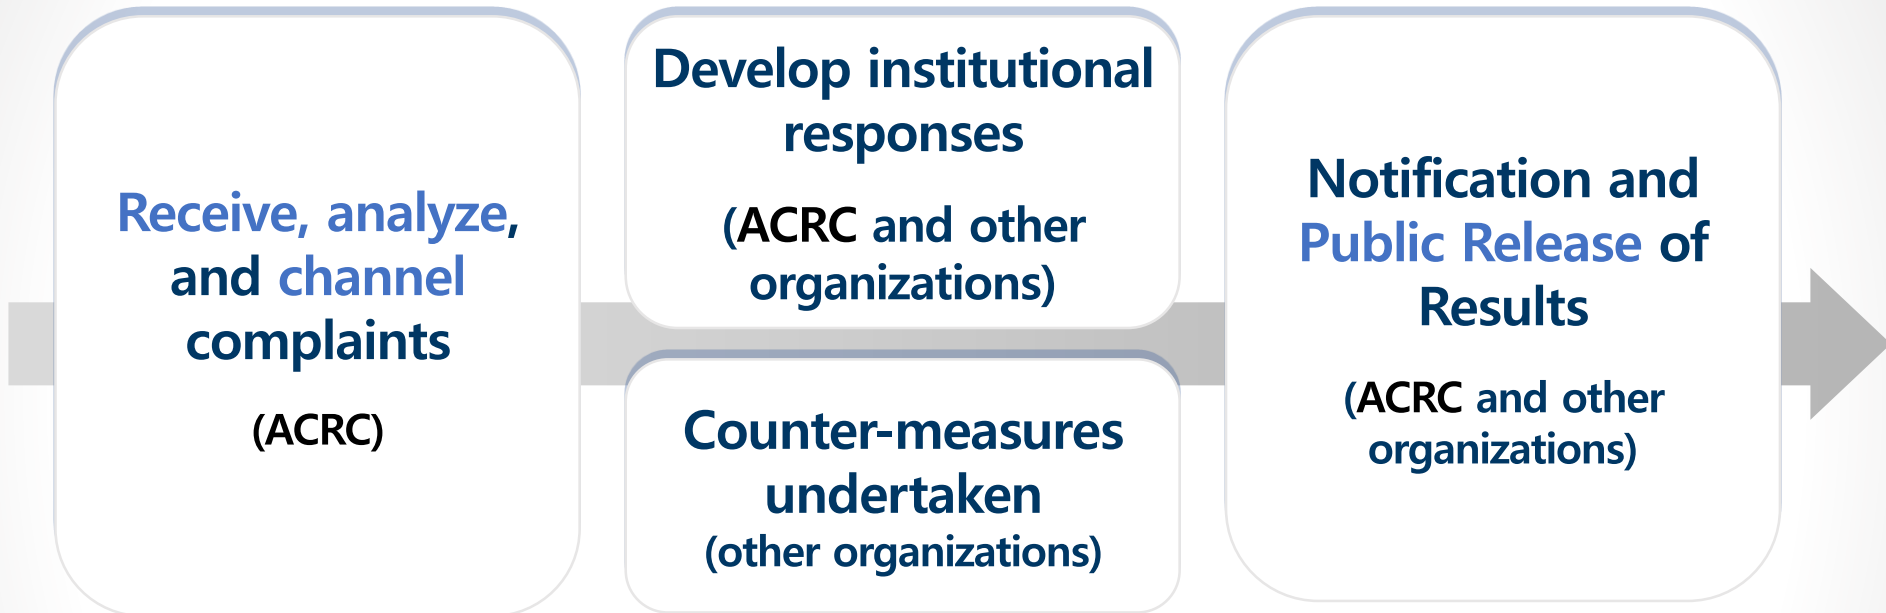 Receive, analyze,
and channel
complaints
(ACRC)
Develop institutional
responses
(ACRC and other
organizations)
Counter-measures
undertaken
(other organizations)
Notification and
Public Release of
Results
(ACRC and other
organizations)